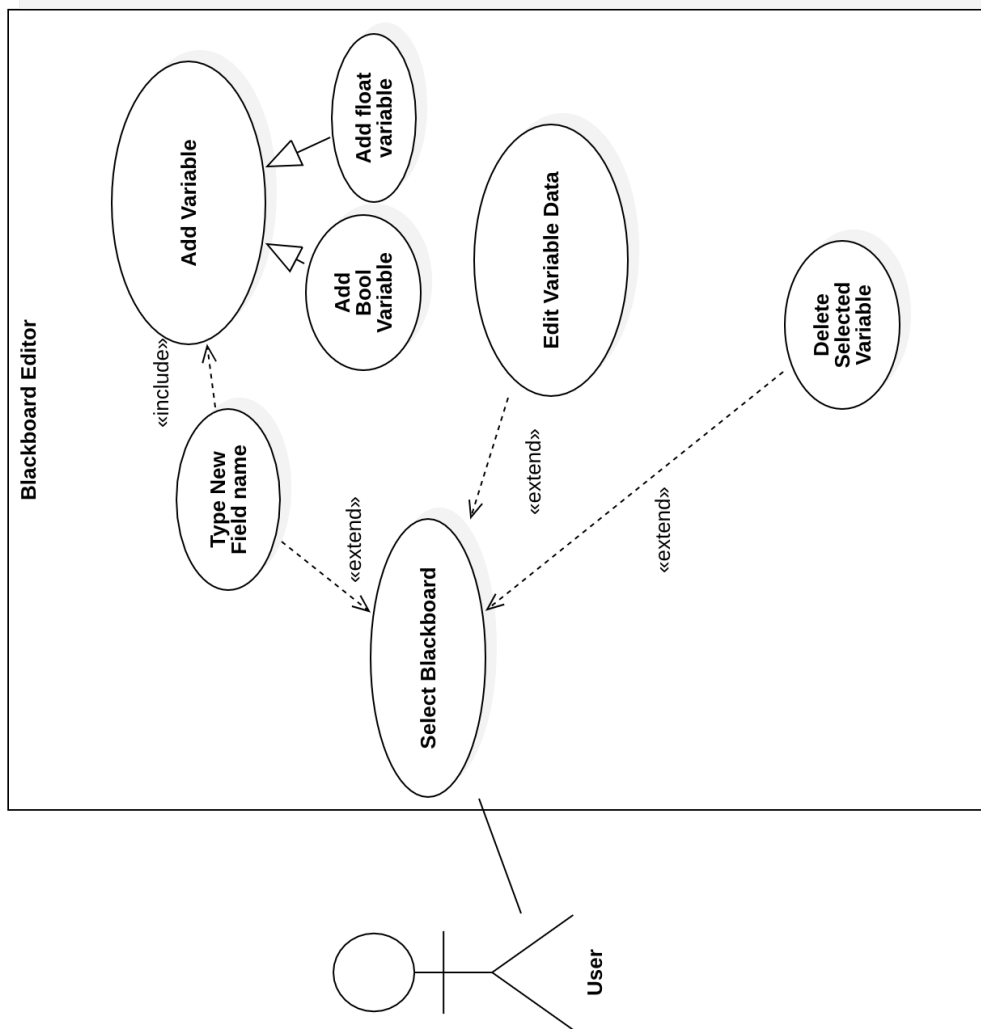 Blackboard Editor
Add Variable
«include»
Type New
Field name
Add float
variable
Add
Bool
Variable
«extend»
Select Blackboard
Edit Variable Data
«extend»
«extend»
Delete
Selected
Variable
User